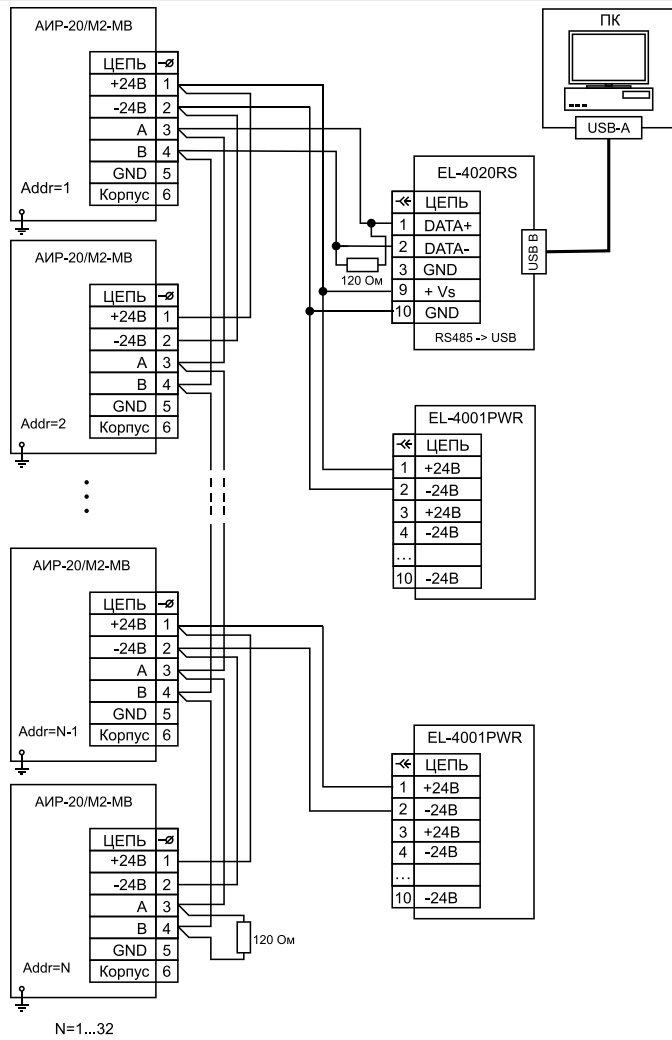 АИР-20/М2-МВ
ЦЕПЬ
+24В 1
-24В 2
А 3
В 4
GND 5
Корпус 6
Addr=1
АИР-20/М2-МВ
ЦЕПЬ
+24В 1
-24В 2
А 3
В 4
GND 5
Корпус 6
Addr=2
АИР-20/М2-МВ
ЦЕПЬ
+24В 1
-24В 2
А 3
В 4
GND 5
Корпус 6
Addr=N-1
АИР-20/М2-МВ
ЦЕПЬ
+24В 1
-24В 2
А 3
В 4
GND 5
Корпус 6
Addr=N
120 Ом
N=1...32
ПК
USB-A
EL-4020RS
ЦЕПЬ
1 DATA+
2 DATA-
3 GND
9 + Vs
10 GND
USB B
RS485 -> USB
120 Ом
EL-4001PWR
ЦЕПЬ
1 +24В
2 -24В
3 +24В
4 -24В
...
10 -24В
EL-4001PWR
ЦЕПЬ
1 +24В
2 -24В
3 +24В
4 -24В
...
10 -24В